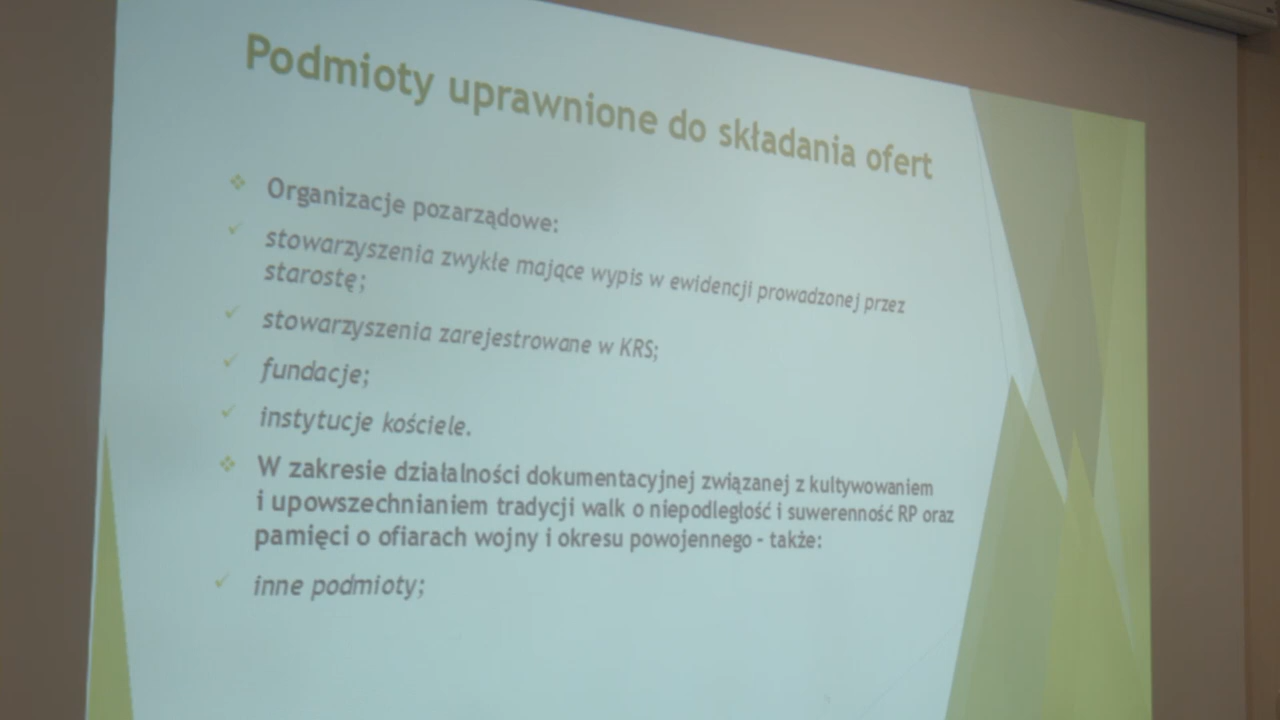 Podmioty uprawnione do składania ofert
Organizacje pozarządowe:
stowarzyszenia zwykłe mające wypis w ewidencji prowadzonej przez
starostę;
stowarzyszenia zarejestrowane w KRS;
fundacje;
instytucje kościele.
W zakresie działalności dokumentacyjnej związanej z kultywowaniem
i upowszechnianiem tradycji walk o niepodległość i suwerenność RP oraz
pamięci o ofiarach wojny i okresu powojennego - także:
inne podmioty;